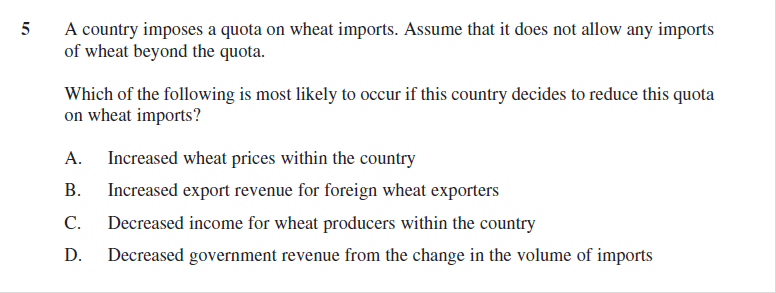 5 A country imposes a quota on wheat imports. Assume that it does not allow any imports
of wheat beyond the quota.
Which of the following is most likely to occur if this country decides to reduce this quota
on wheat imports?
A. Increased wheat prices within the country
B. Increased export revenue for foreign wheat exporters
C. Decreased income for wheat producers within the country
D. Decreased government revenue from the change in the volume of imports